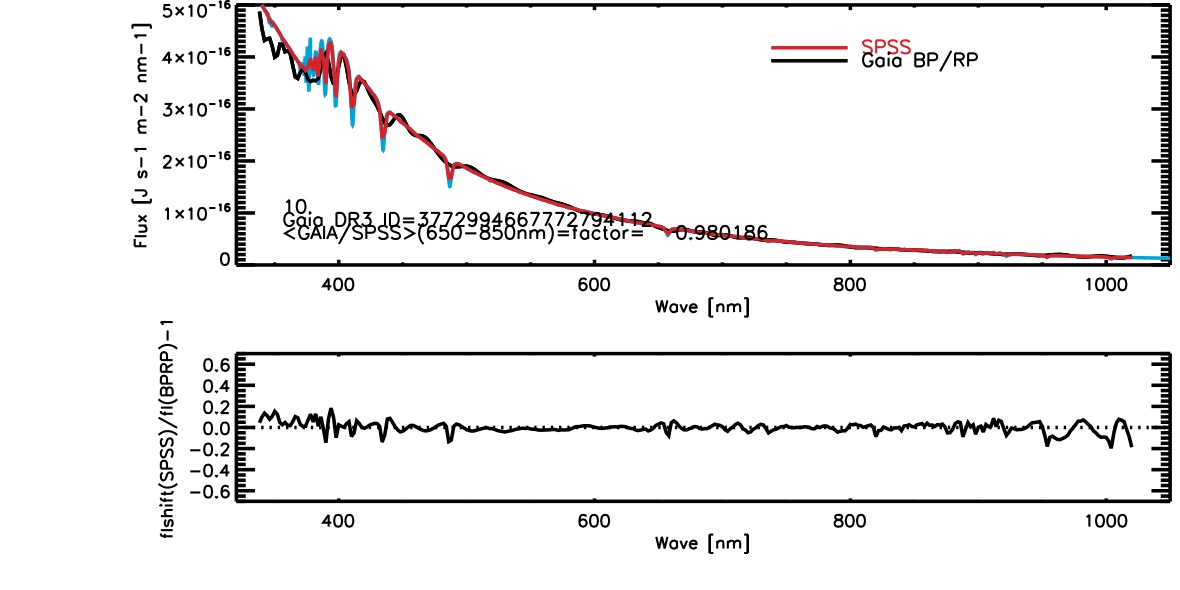 5×10⁻¹⁶
4×10⁻¹⁶
3×10⁻¹⁶
2×10⁻¹⁶
1×10⁻¹⁶
0
Flux [J s−1 m−2 nm−1]
SPSS
Gaia BP/RP
10.
Gaia DR3 ID=3772994667772794112
<GAIA/SPSS>(650−850nm)=factor= 0.980186
400 600 800 1000
Wave [nm]
flshift(SPSS)/fl(BPRP)−1
0.6
0.4
0.2
0.0
−0.2
−0.4
−0.6
400 600 800 1000
Wave [nm]